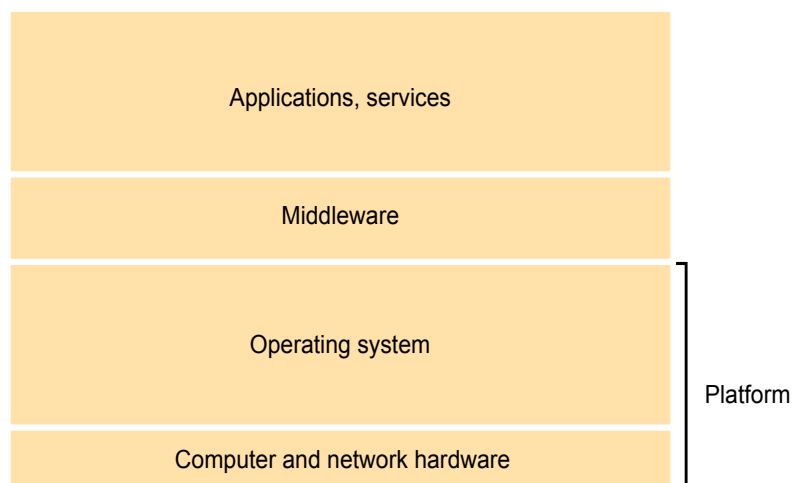 Applications, services
Middleware
Operating system
Platform
Computer and network hardware